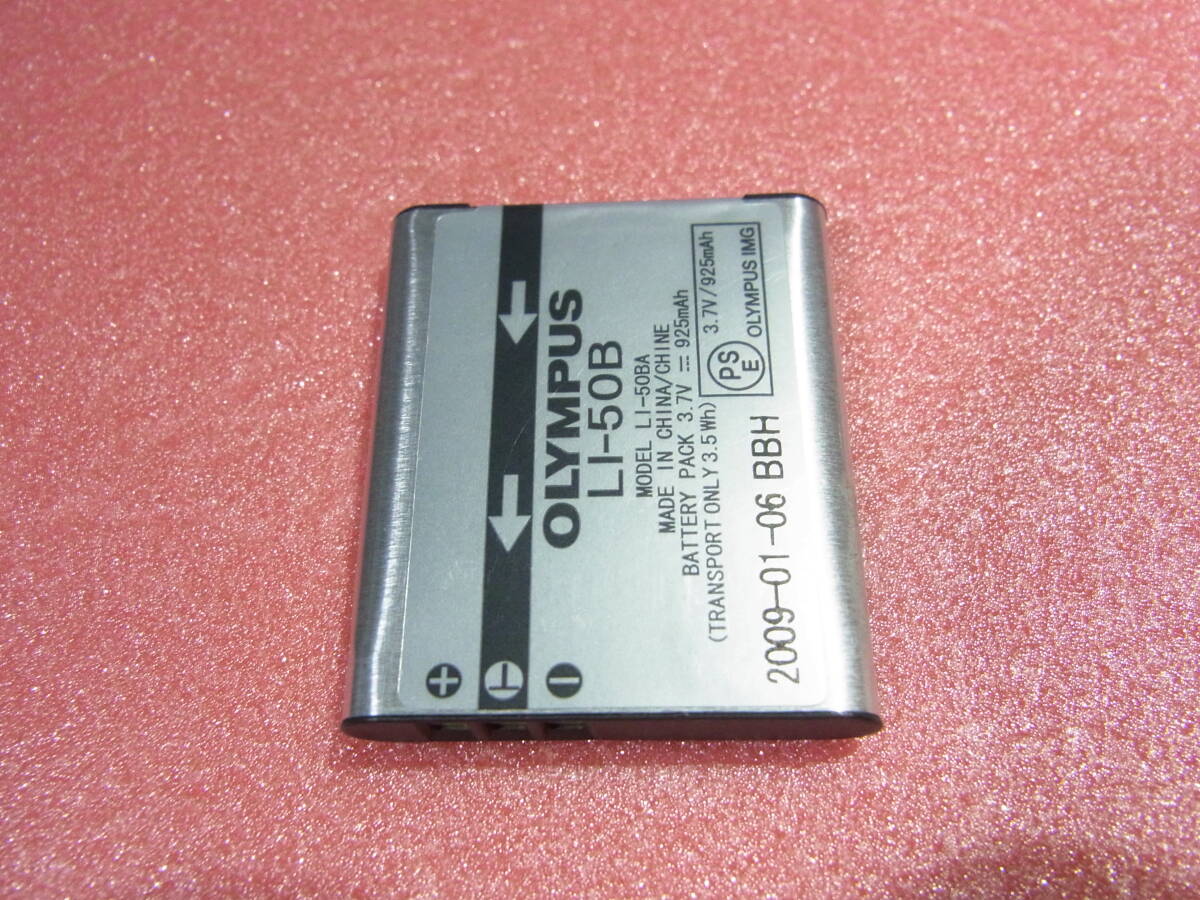 OLYMPUS
LI-50B
MODEL LI-50BA
MADE IN CHINA/CHINE
BATTERY PACK 3.7V ⎓ 925mAh
(TRANSPORT ONLY 3.5Wh)
PS
E
3.7V/925mAh
OLYMPUS IMG
2009-01-06 BBH
+
T
−